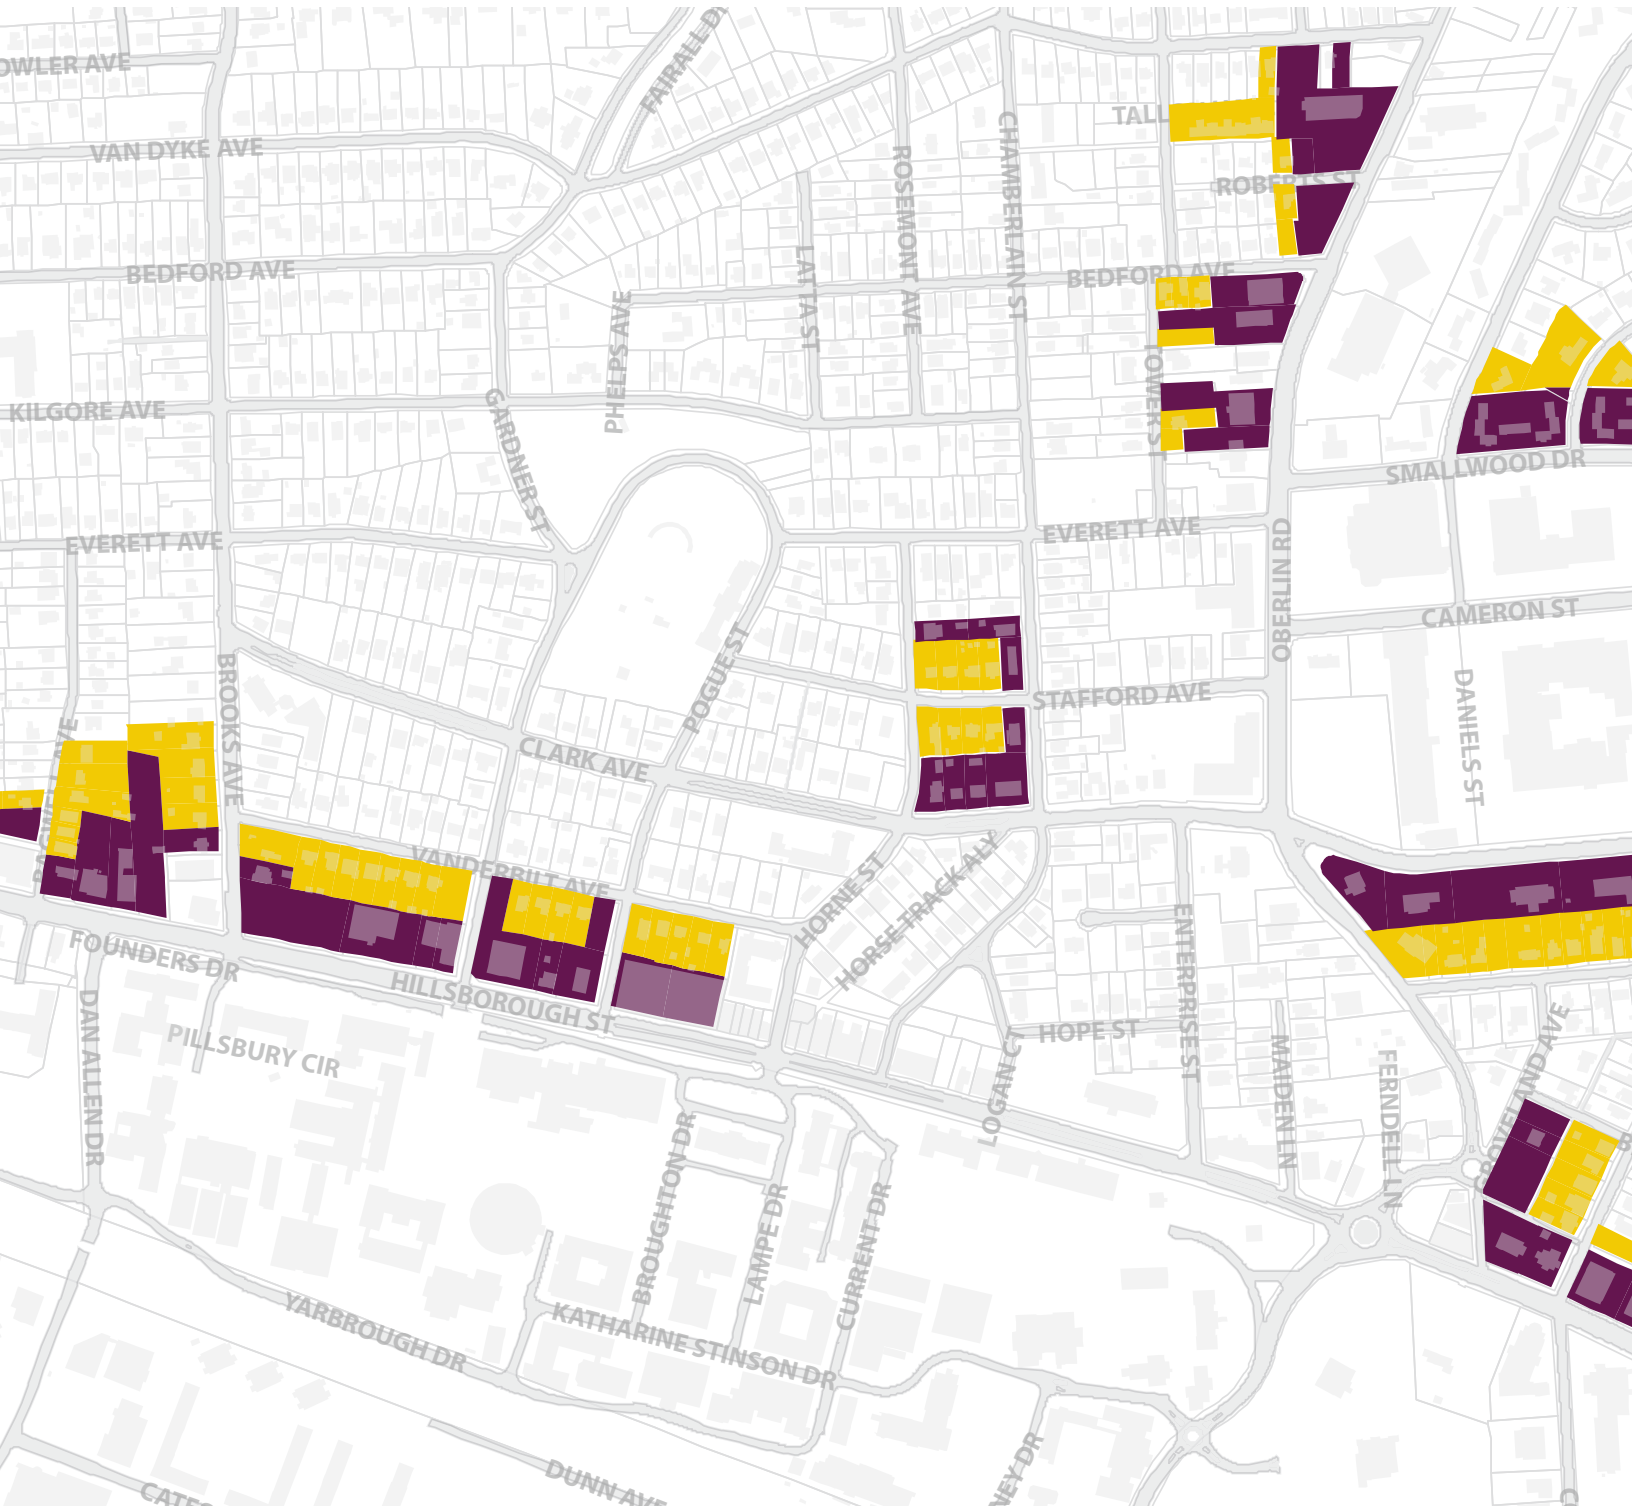 OWLER AVE
FAIRALL D
VAN DYKE AVE
TALL
ROSEMONT AVE
CHAMBERLAIN ST
ROBERTS ST
BEDFORD AVE
BEDFORD AVE
LATTA ST
PHELPS AVE
KILGORE AVE
GARDNER ST
SMALLWOOD DR
EVERETT AVE
EVERETT AVE
OBERLIN RD
CAMERON ST
BROOKS AVE
POGUE ST
STAFFORD AVE
DANIELS ST
CLARK AVE
VANDERBILT AVE
HORNE ST
HORSE TRACK ALY
FOUNDERS DR
HILLSBOROUGH ST
ENTERPRISE ST
DAN ALLEN DR
PILLSBURY CIR
LOGAN CT
HOPE ST
MAIDEN LN
FERNDELL LN
BROUGHTON DR
LAMPE DR
CURRENT DR
YARBROUGH DR
KATHARINE STINSON DR
DUNN AVE
NEY DR
CATES